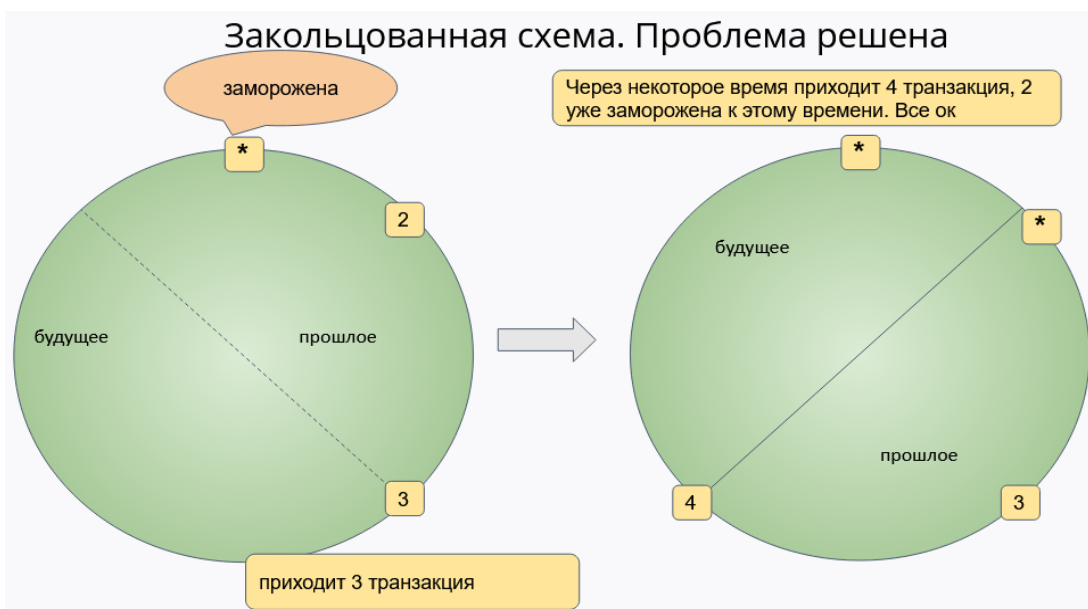 Закольцованная схема. Проблема решена
заморожена
Через некоторое время приходит 4 транзакция, 2
уже заморожена к этому времени. Все ок
*
2
будущее
прошлое
3
приходит 3 транзакция
*
*
будущее
прошлое
4
3